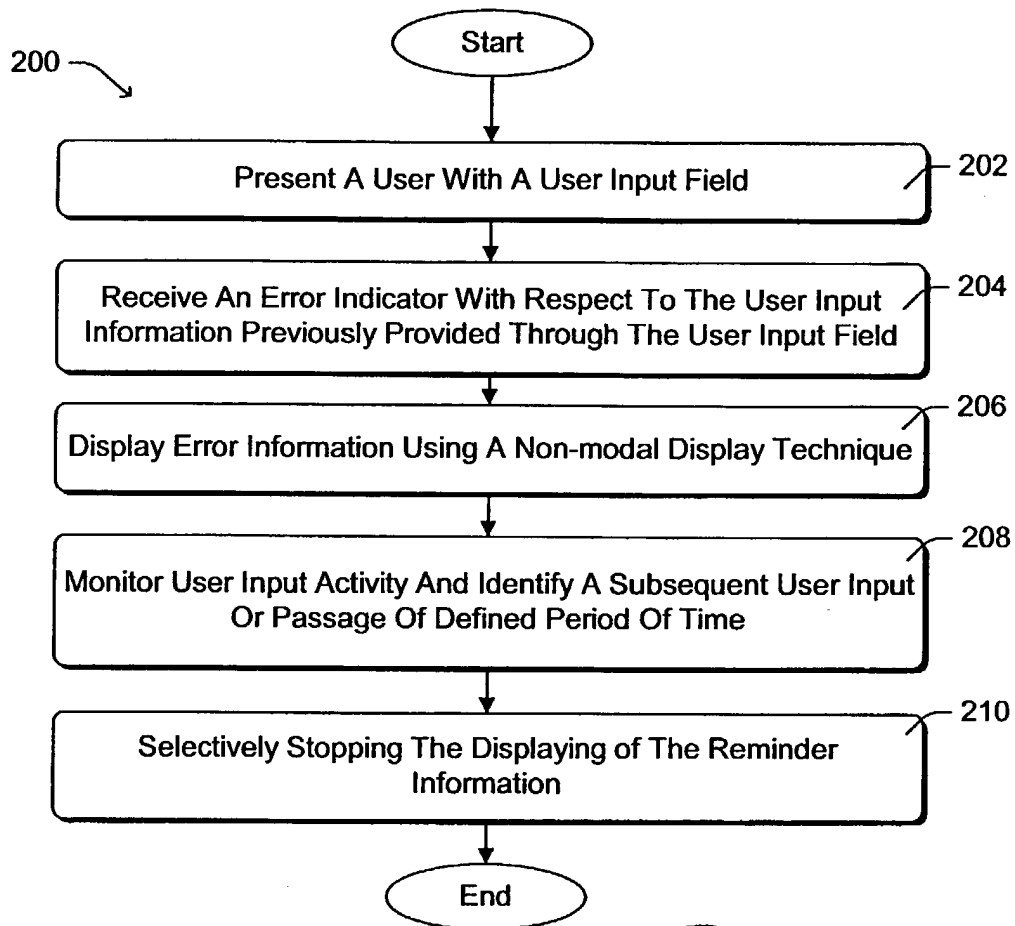 Start
200
Present A User With A User Input Field
202
Receive An Error Indicator With Respect To The User Input
Information Previously Provided Through The User Input Field
204
Display Error Information Using A Non-modal Display Technique
206
Monitor User Input Activity And Identify A Subsequent User Input
Or Passage Of Defined Period Of Time
208
Selectively Stopping The Displaying of The Reminder
Information
210
End